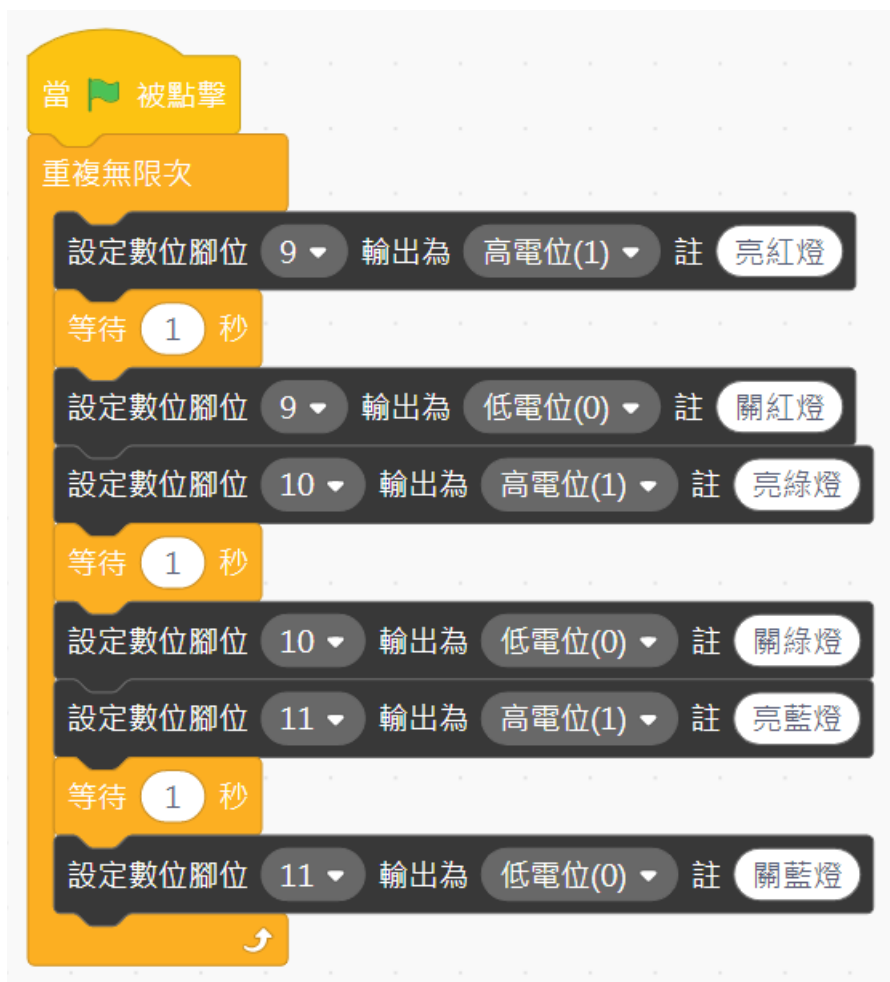 當 被點擊
重複無限次
設定數位腳位 9 輸出為 高電位(1) 註 亮紅燈
等待 1 秒
設定數位腳位 9 輸出為 低電位(0) 註 關紅燈
設定數位腳位 10 輸出為 高電位(1) 註 亮綠燈
等待 1 秒
設定數位腳位 10 輸出為 低電位(0) 註 關綠燈
設定數位腳位 11 輸出為 高電位(1) 註 亮藍燈
等待 1 秒
設定數位腳位 11 輸出為 低電位(0) 註 關藍燈